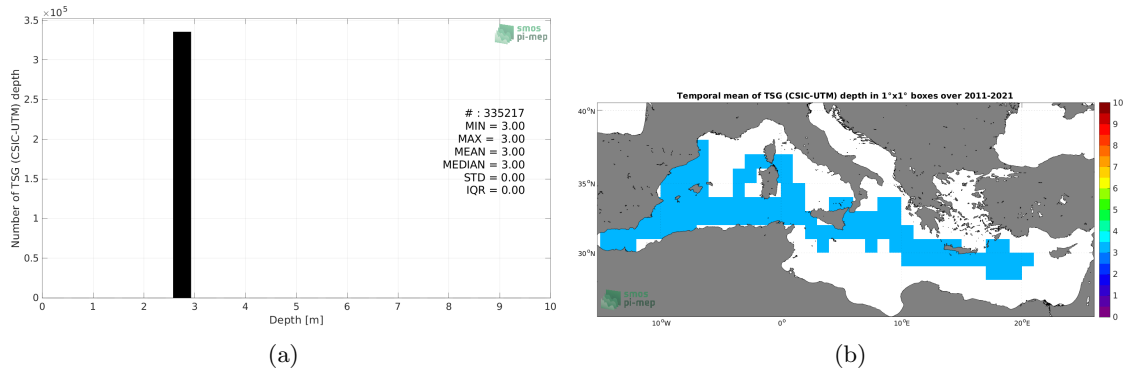 ×10⁵
3.5
3
2.5
2
1.5
1
0.5
0
Number of TSG (CSIC-UTM) depth
smos
pi-mep
# : 335217
MIN = 3.00
MAX = 3.00
MEAN = 3.00
MEDIAN = 3.00
STD = 0.00
IQR = 0.00
0 1 2 3 4 5 6 7 8 9 10
Depth [m]
(a)
Temporal mean of TSG (CSIC-UTM) depth in 1°x1° boxes over 2011-2021
40°N
35°N
30°N
10°W 0° 10°E 20°E
smos
pi-mep
10
9
8
7
6
5
4
3
2
1
0
(b)